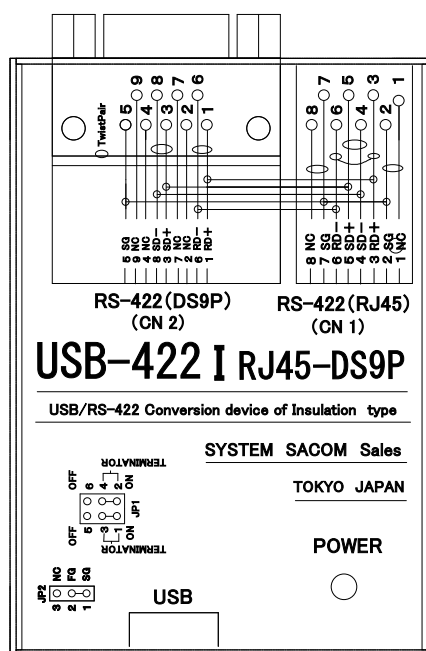 9 8 7 6
5 4 3 2 1
TwistPair
5 SG
9 NC
4 NC
8 SD-
3 SD+
7 NC
2 NC
6 RD-
1 RD+
7 5 3 1
8 6 4 2
8 NC
7 SG
6 RD-
5 SD+
4 SD-
3 RD+
2 SG
1 NC
RS-422(DS9P)
(CN 2)
RS-422(RJ45)
(CN 1)
USB-422 I RJ45-DS9P
USB/RS-422 Conversion device of Insulation type
SYSTEM SACOM Sales
TOKYO JAPAN
TERMINATOR
OFF ON
6 4 2
JP1
5 3 1
OFF ON
TERMINATOR
POWER
JP2
NC FG SG
3 2 1
USB